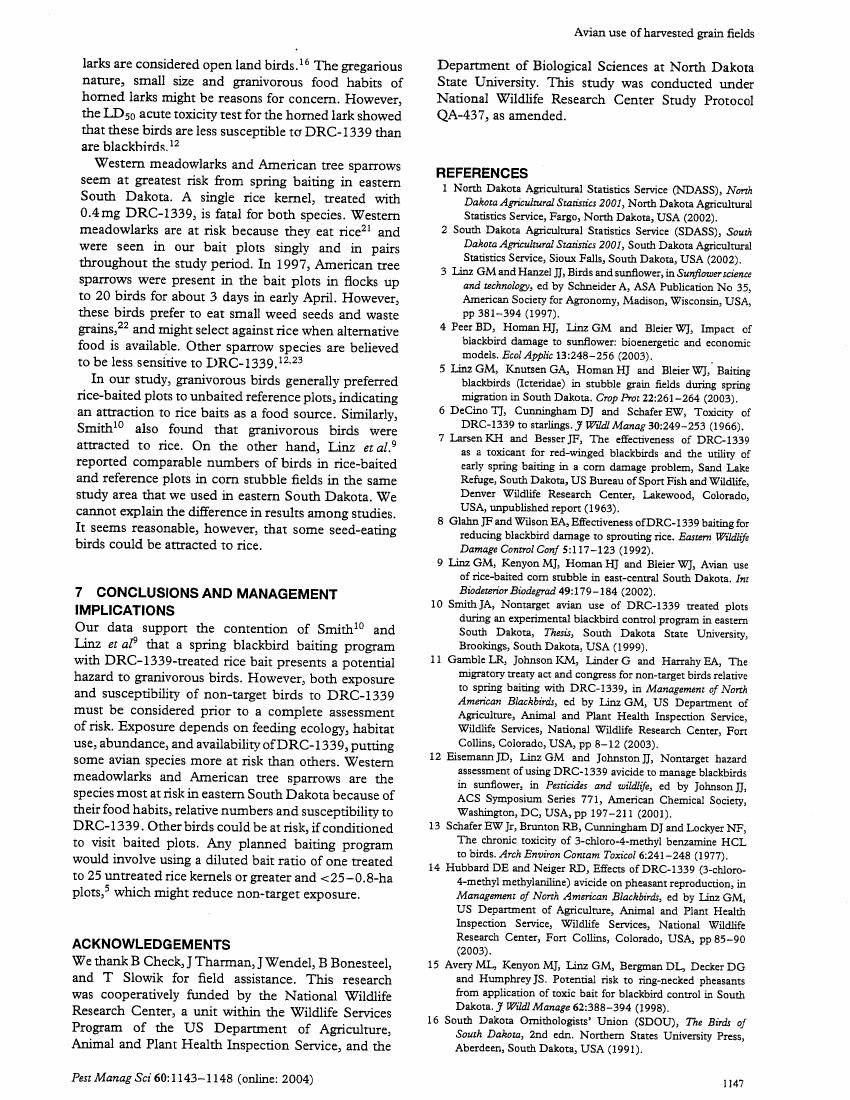 Avian use of harvested grain fields
larks are considered open land birds.16 The gregarious
nature, small size and granivorous food habits of
horned larks might be reasons for concern. However,
the LD50 acute toxicity test for the horned lark showed
that these birds are less susceptible to DRC-1339 than
are blackbirds.12
Western meadowlarks and American tree sparrows
seem at greatest risk from spring baiting in eastern
South Dakota. A single rice kernel, treated with
0.4 mg DRC-1339, is fatal for both species. Western
meadowlarks are at risk because they eat rice21 and
were seen in our bait plots singly and in pairs
throughout the study period. In 1997, American tree
sparrows were present in the bait plots in flocks up
to 20 birds for about 3 days in early April. However,
these birds prefer to eat small weed seeds and waste
grains,22 and might select against rice when alternative
food is available. Other sparrow species are believed
to be less sensitive to DRC-1339.12,23
In our study, granivorous birds generally preferred
rice-baited plots to unbaited reference plots, indicating
an attraction to rice baits as a food source. Similarly,
Smith10 also found that granivorous birds were
attracted to rice. On the other hand, Linz et al.9
reported comparable numbers of birds in rice-baited
and reference plots in corn stubble fields in the same
study area that we used in eastern South Dakota. We
cannot explain the difference in results among studies.
It seems reasonable, however, that some seed-eating
birds could be attracted to rice.
7 CONCLUSIONS AND MANAGEMENT
IMPLICATIONS
Our data support the contention of Smith10 and
Linz et al9 that a spring blackbird baiting program
with DRC-1339-treated rice bait presents a potential
hazard to granivorous birds. However, both exposure
and susceptibility of non-target birds to DRC-1339
must be considered prior to a complete assessment
of risk. Exposure depends on feeding ecology, habitat
use, abundance, and availability of DRC-1339, putting
some avian species more at risk than others. Western
meadowlarks and American tree sparrows are the
species most at risk in eastern South Dakota because of
their food habits, relative numbers and susceptibility to
DRC-1339. Other birds could be at risk, if conditioned
to visit baited plots. Any planned baiting program
would involve using a diluted bait ratio of one treated
to 25 untreated rice kernels or greater and <25-0.8-ha
plots,5 which might reduce non-target exposure.
ACKNOWLEDGEMENTS
We thank B Check, J Tharman, J Wendel, B Bonesteel,
and T Slowik for field assistance. This research
was cooperatively funded by the National Wildlife
Research Center, a unit within the Wildlife Services
Program of the US Department of Agriculture,
Animal and Plant Health Inspection Service, and the
Department of Biological Sciences at North Dakota
State University. This study was conducted under
National Wildlife Research Center Study Protocol
QA-437, as amended.
REFERENCES
1 North Dakota Agricultural Statistics Service (NDASS), North
Dakota Agricultural Statistics 2001, North Dakota Agricultural
Statistics Service, Fargo, North Dakota, USA (2002).
2 South Dakota Agricultural Statistics Service (SDASS), South
Dakota Agricultural Statistics 2001, South Dakota Agricultural
Statistics Service, Sioux Falls, South Dakota, USA (2002).
3 Linz GM and Hanzel JJ, Birds and sunflower, in Sunflower science
and technology, ed by Schneider A, ASA Publication No 35,
American Society for Agronomy, Madison, Wisconsin, USA,
pp 381-394 (1997).
4 Peer BD, Homan HJ, Linz GM and Bleier WJ, Impact of
blackbird damage to sunflower: bioenergetic and economic
models. Ecol Applic 13:248-256 (2003).
5 Linz GM, Knutsen GA, Homan HJ and Bleier WJ, Baiting
blackbirds (Icteridae) in stubble grain fields during spring
migration in South Dakota. Crop Prot 22:261-264 (2003).
6 DeCino TJ, Cunningham DJ and Schafer EW, Toxicity of
DRC-1339 to starlings. J Wildl Manag 30:249-253 (1966).
7 Larsen KH and Besser JF, The effectiveness of DRC-1339
as a toxicant for red-winged blackbirds and the utility of
early spring baiting in a corn damage problem, Sand Lake
Refuge, South Dakota, US Bureau of Sport Fish and Wildlife,
Denver Wildlife Research Center, Lakewood, Colorado,
USA, unpublished report (1963).
8 Glahn JF and Wilson EA, Effectiveness of DRC-1339 baiting for
reducing blackbird damage to sprouting rice. Eastern Wildlife
Damage Control Conf 5:117-123 (1992).
9 Linz GM, Kenyon MJ, Homan HJ and Bleier WJ, Avian use
of rice-baited corn stubble in east-central South Dakota. Int
Biodeterior Biodegrad 49:179-184 (2002).
10 Smith JA, Nontarget avian use of DRC-1339 treated plots
during an experimental blackbird control program in eastern
South Dakota, Thesis, South Dakota State University,
Brookings, South Dakota, USA (1999).
11 Gamble LR, Johnson KM, Linder G and Harrahy EA, The
migratory treaty act and congress for non-target birds relative
to spring baiting with DRC-1339, in Management of North
American Blackbirds, ed by Linz GM, US Department of
Agriculture, Animal and Plant Health Inspection Service,
Wildlife Services, National Wildlife Research Center, Fort
Collins, Colorado, USA, pp 8-12 (2003).
12 Eisemann JD, Linz GM and Johnston JJ, Nontarget hazard
assessment of using DRC-1339 avicide to manage blackbirds
in sunflower, in Pesticides and wildlife, ed by Johnson JJ,
ACS Symposium Series 771, American Chemical Society,
Washington, DC, USA, pp 197-211 (2001).
13 Schafer EW Jr, Brunton RB, Cunningham DJ and Lockyer NF,
The chronic toxicity of 3-chloro-4-methyl benzamine HCL
to birds. Arch Environ Contam Toxicol 6:241-248 (1977).
14 Hubbard DE and Neiger RD, Effects of DRC-1339 (3-chloro-
4-methyl methylaniline) avicide on pheasant reproduction, in
Management of North American Blackbirds, ed by Linz GM,
US Department of Agriculture, Animal and Plant Health
Inspection Service, Wildlife Services, National Wildlife
Research Center, Fort Collins, Colorado, USA, pp 85-90
(2003).
15 Avery ML, Kenyon MJ, Linz GM, Bergman DL, Decker DG
and Humphrey JS. Potential risk to ring-necked pheasants
from application of toxic bait for blackbird control in South
Dakota. J Wildl Manage 62:388-394 (1998).
16 South Dakota Ornithologists' Union (SDOU), The Birds of
South Dakota, 2nd edn. Northern States University Press,
Aberdeen, South Dakota, USA (1991).
Pest Manag Sci 60:1143-1148 (online: 2004)
1147